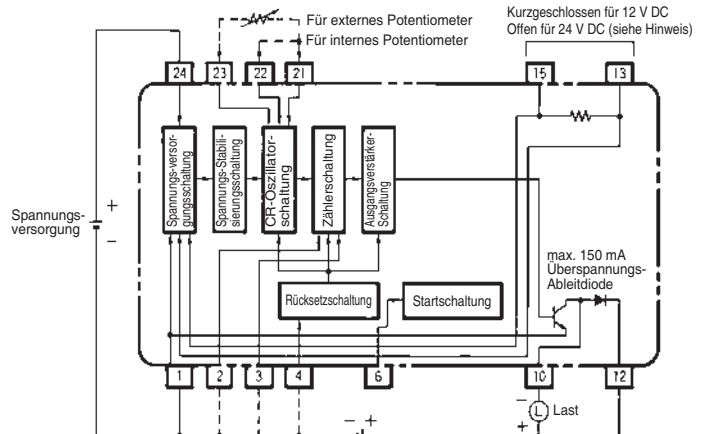 Für externes Potentiometer
Für internes Potentiometer
Kurzgeschlossen für 12 V DC
Offen für 24 V DC (siehe Hinweis)
24
23
22
21
15
13
Spannungs-versor-
gungsschaltung
Spannungs-Stabili-
sierungsschaltung
CR-Oszillator-
schaltung
Zählerschaltung
Ausgangsverstärker-
Schaltung
Spannungs-
versorgung
+
−
max. 150 mA
Überspannungs-
Ableitdiode
Rücksetzschaltung
Startschaltung
1
2
3
4
6
10
12
− +
−
L
Last
+